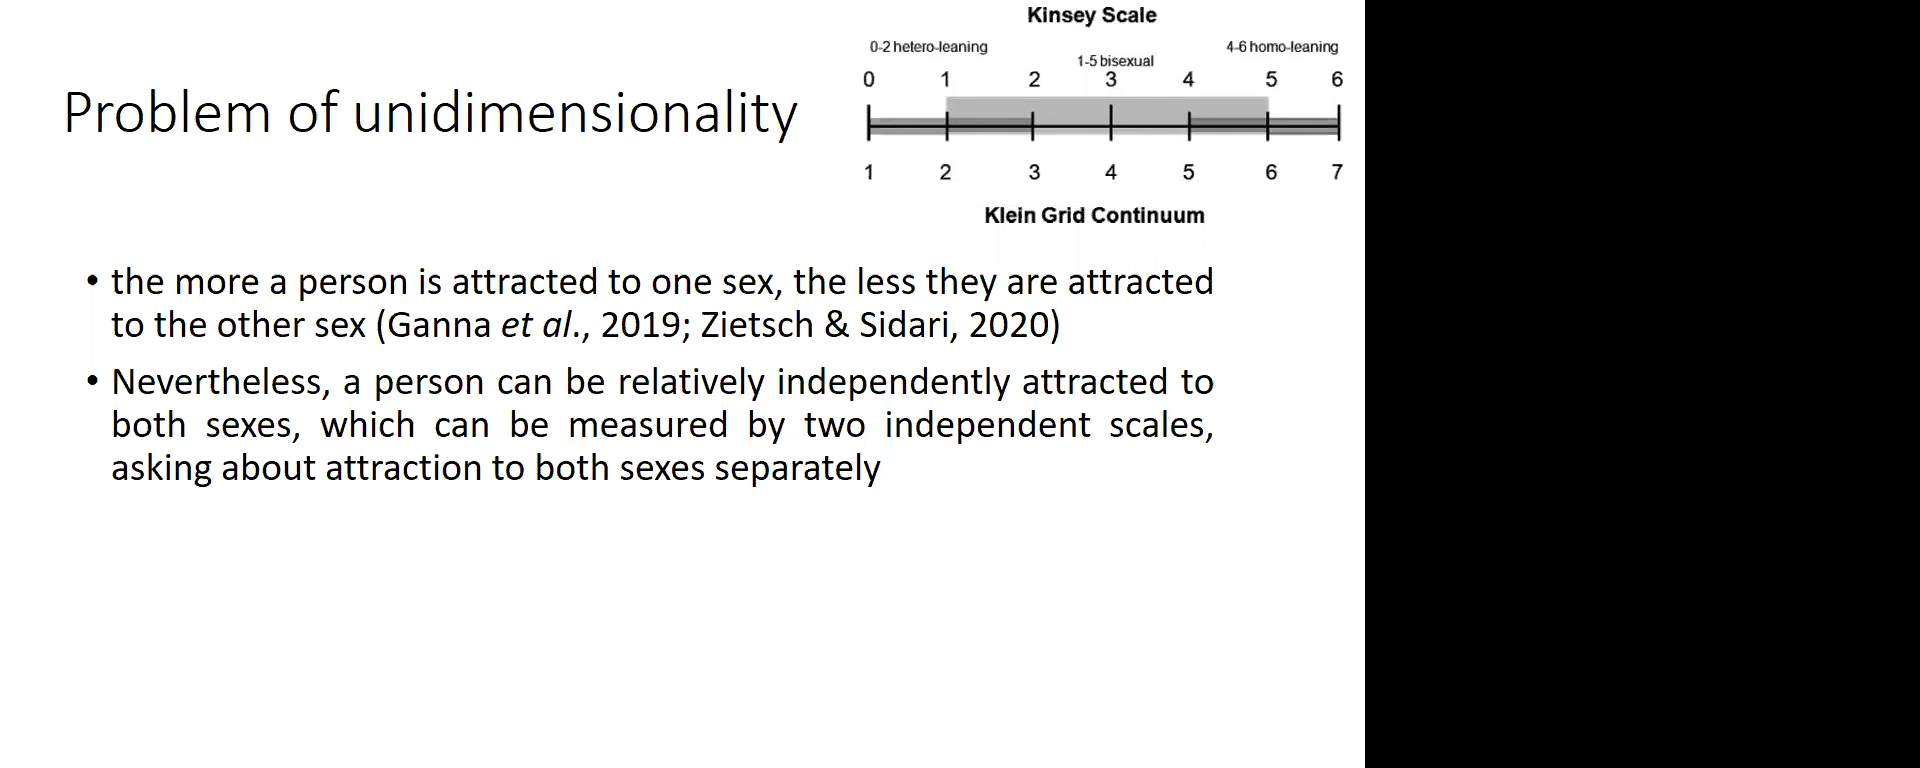 Problem of unidimensionality
Kinsey Scale
0-2 hetero-leaning
4-6 homo-leaning
1-5 bisexual
0 1 2 3 4 5 6
1 2 3 4 5 6 7
Klein Grid Continuum
• the more a person is attracted to one sex, the less they are attracted
to the other sex (Ganna et al., 2019; Zietsch & Sidari, 2020)
• Nevertheless, a person can be relatively independently attracted to
both sexes, which can be measured by two independent scales,
asking about attraction to both sexes separately